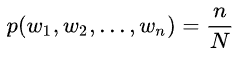 p(w₁, w₂, . . . , wₙ) = n/N